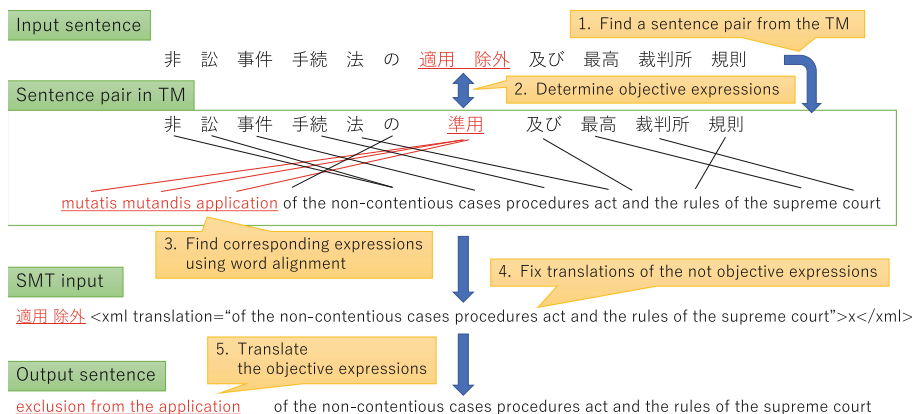 Input sentence
1. Find a sentence pair from the TM
非 訟 事件 手続 法 の 適用 除外 及び 最高 裁判所 規則
Sentence pair in TM
2. Determine objective expressions
非 訟 事件 手続 法 の 準用 及び 最高 裁判所 規則
mutatis mutandis application of the non-contentious cases procedures act and the rules of the supreme court
3. Find corresponding expressions
using word alignment
SMT input
4. Fix translations of the not objective expressions
適用 除外 <xml translation=“of the non-contentious cases procedures act and the rules of the supreme court”>x</xml>
5. Translate
the objective expressions
Output sentence
exclusion from the application of the non-contentious cases procedures act and the rules of the supreme court